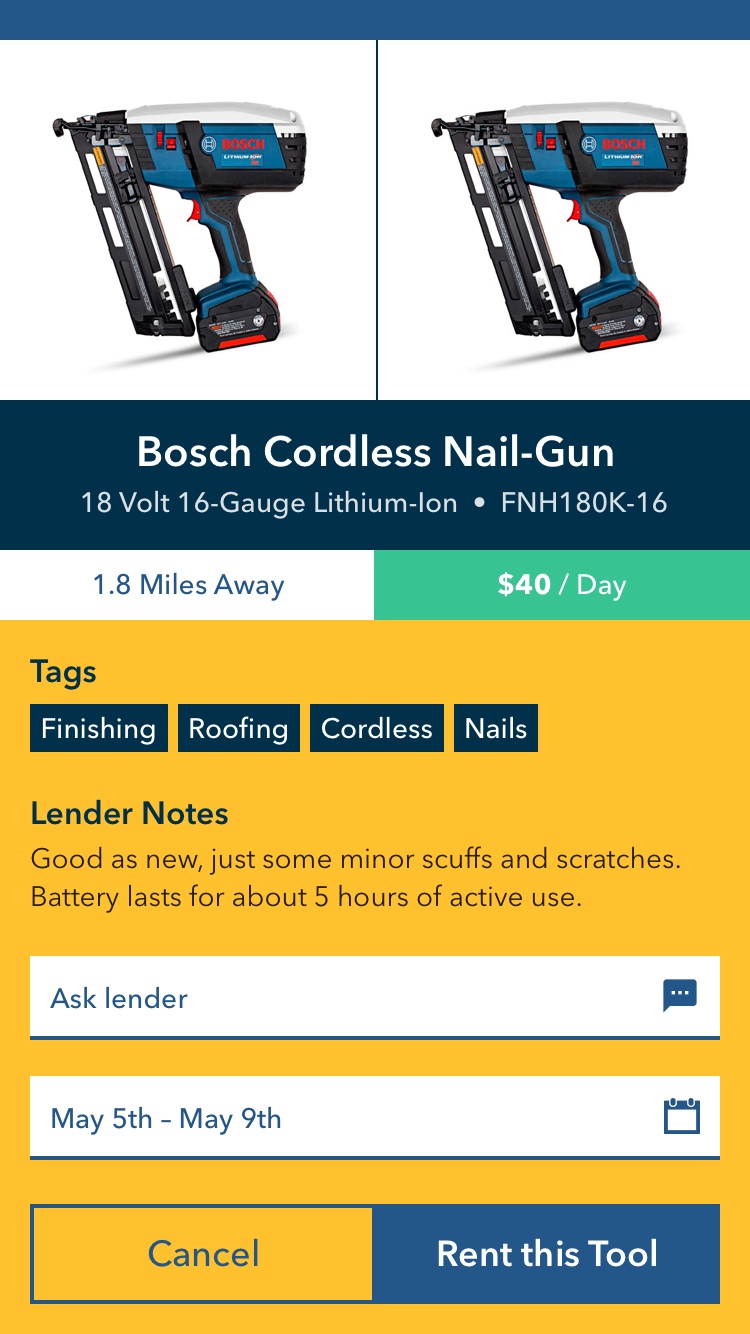 BOSCH
LITHIUM-ION
BOSCH
LITHIUM-ION
Bosch Cordless Nail-Gun
18 Volt 16-Gauge Lithium-Ion • FNH180K-16
1.8 Miles Away
$40 / Day
Tags
Finishing Roofing Cordless Nails
Lender Notes
Good as new, just some minor scuffs and scratches.
Battery lasts for about 5 hours of active use.
Ask lender
May 5th – May 9th
Cancel
Rent this Tool